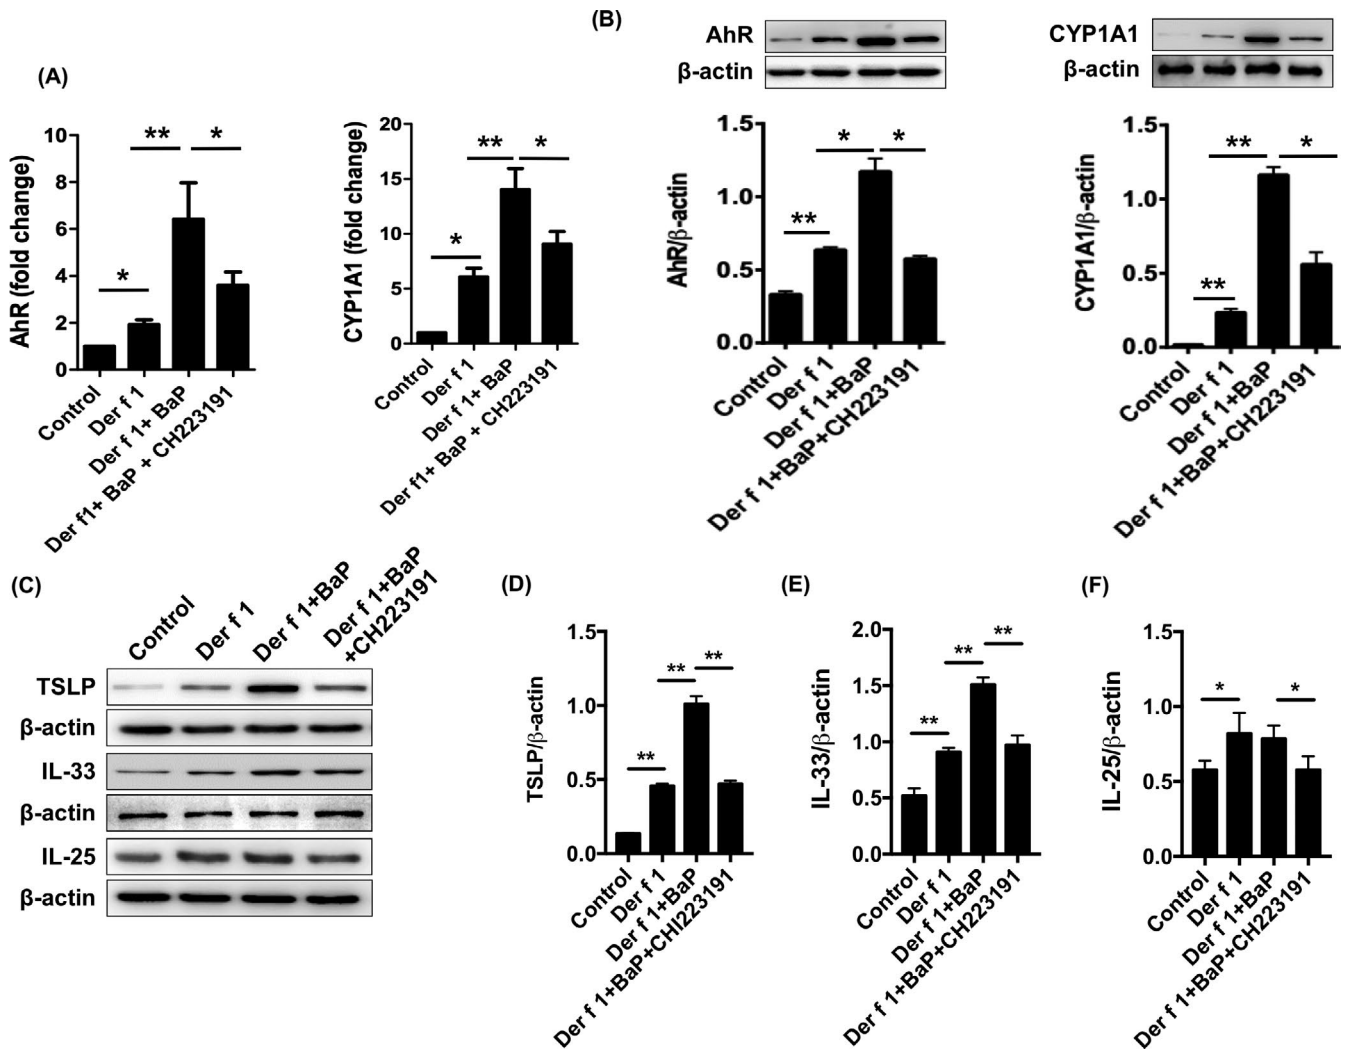 (A)
AhR (fold change)
10
8
6
4
2
0
**
*
*
Control
Der f 1
Der f 1+ BaP
Der f1+ BaP + CH223191
CYP1A1 (fold change)
20
15
10
5
0
**
*
*
Control
Der f 1
Der f 1+ BaP
Der f1+ BaP + CH223191
(B)
AhR
β-actin
AhR/β-actin
1.5
1.0
0.5
0.0
*
*
**
Control
Der f 1
Der f 1+BaP
Der f 1+BaP+CH223191
CYP1A1
β-actin
CYP1A1/β-actin
1.5
1.0
0.5
0.0
**
*
**
Control
Der f 1
Der f 1+BaP
Der f 1+BaP+CH223191
(C)
Control
Der f 1
Der f 1+BaP
Der f 1+BaP
+CH223191
TSLP
β-actin
IL-33
β-actin
IL-25
β-actin
(D)
TSLP/β-actin
1.5
1.0
0.5
0.0
**
**
**
Control
Der f 1
Der f 1+BaP
Der f 1+BaP+CHI223191
(E)
IL-33/β-actin
2.0
1.5
1.0
0.5
0.0
**
**
**
Control
Der f 1
Der f 1+BaP
Der f 1+BaP+CH223191
(F)
IL-25/β-actin
1.5
1.0
0.5
0.0
*
*
Control
Der f 1
Der f 1+BaP
Der f 1+BaP+CH223191